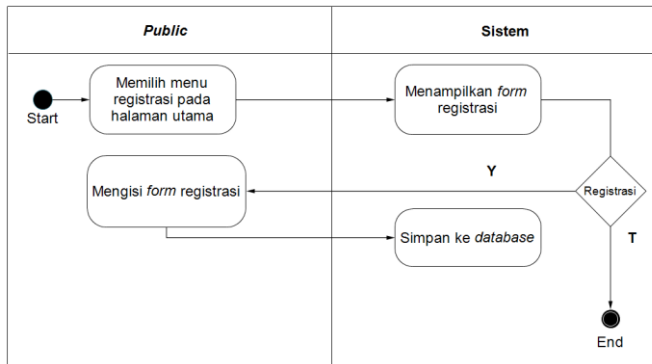 Public
Sistem
Memilih menu
registrasi pada
halaman utama
Start
Menampilkan form
registrasi
Y
Registrasi
Mengisi form registrasi
Simpan ke database
T
End